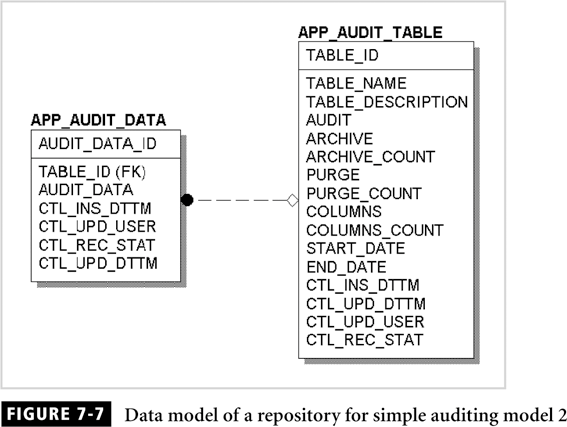 APP_AUDIT_DATA
AUDIT_DATA_ID
TABLE_ID (FK)
AUDIT_DATA
CTL_INS_DTTM
CTL_UPD_USER
CTL_REC_STAT
CTL_UPD_DTTM
APP_AUDIT_TABLE
TABLE_ID
TABLE_NAME
TABLE_DESCRIPTION
AUDIT
ARCHIVE
ARCHIVE_COUNT
PURGE
PURGE_COUNT
COLUMNS
COLUMNS_COUNT
START_DATE
END_DATE
CTL_INS_DTTM
CTL_UPD_DTTM
CTL_UPD_USER
CTL_REC_STAT
FIGURE 7-7 Data model of a repository for simple auditing model 2